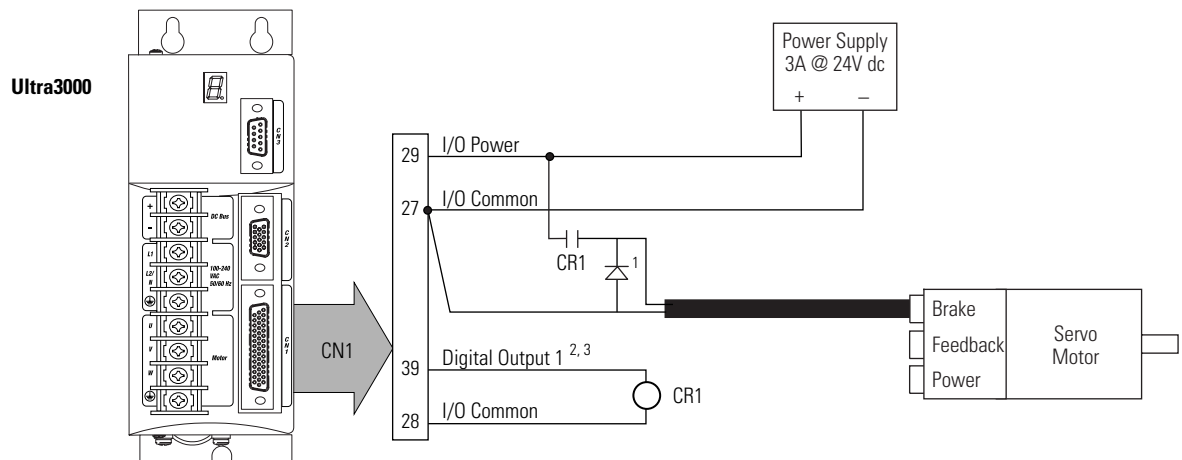 Ultra3000
8.
CN3
+
-
DC Bus
L1
L2/
N
100-240
VAC
50/60 Hz
U
V
W
Motor
CN2
CN1
CN1
29
27
39
28
I/O Power
I/O Common
CR1
1
Digital Output 1 2, 3
I/O Common
CR1
Power Supply
3A @ 24V dc
+ –
Brake
Feedback
Power
Servo
Motor